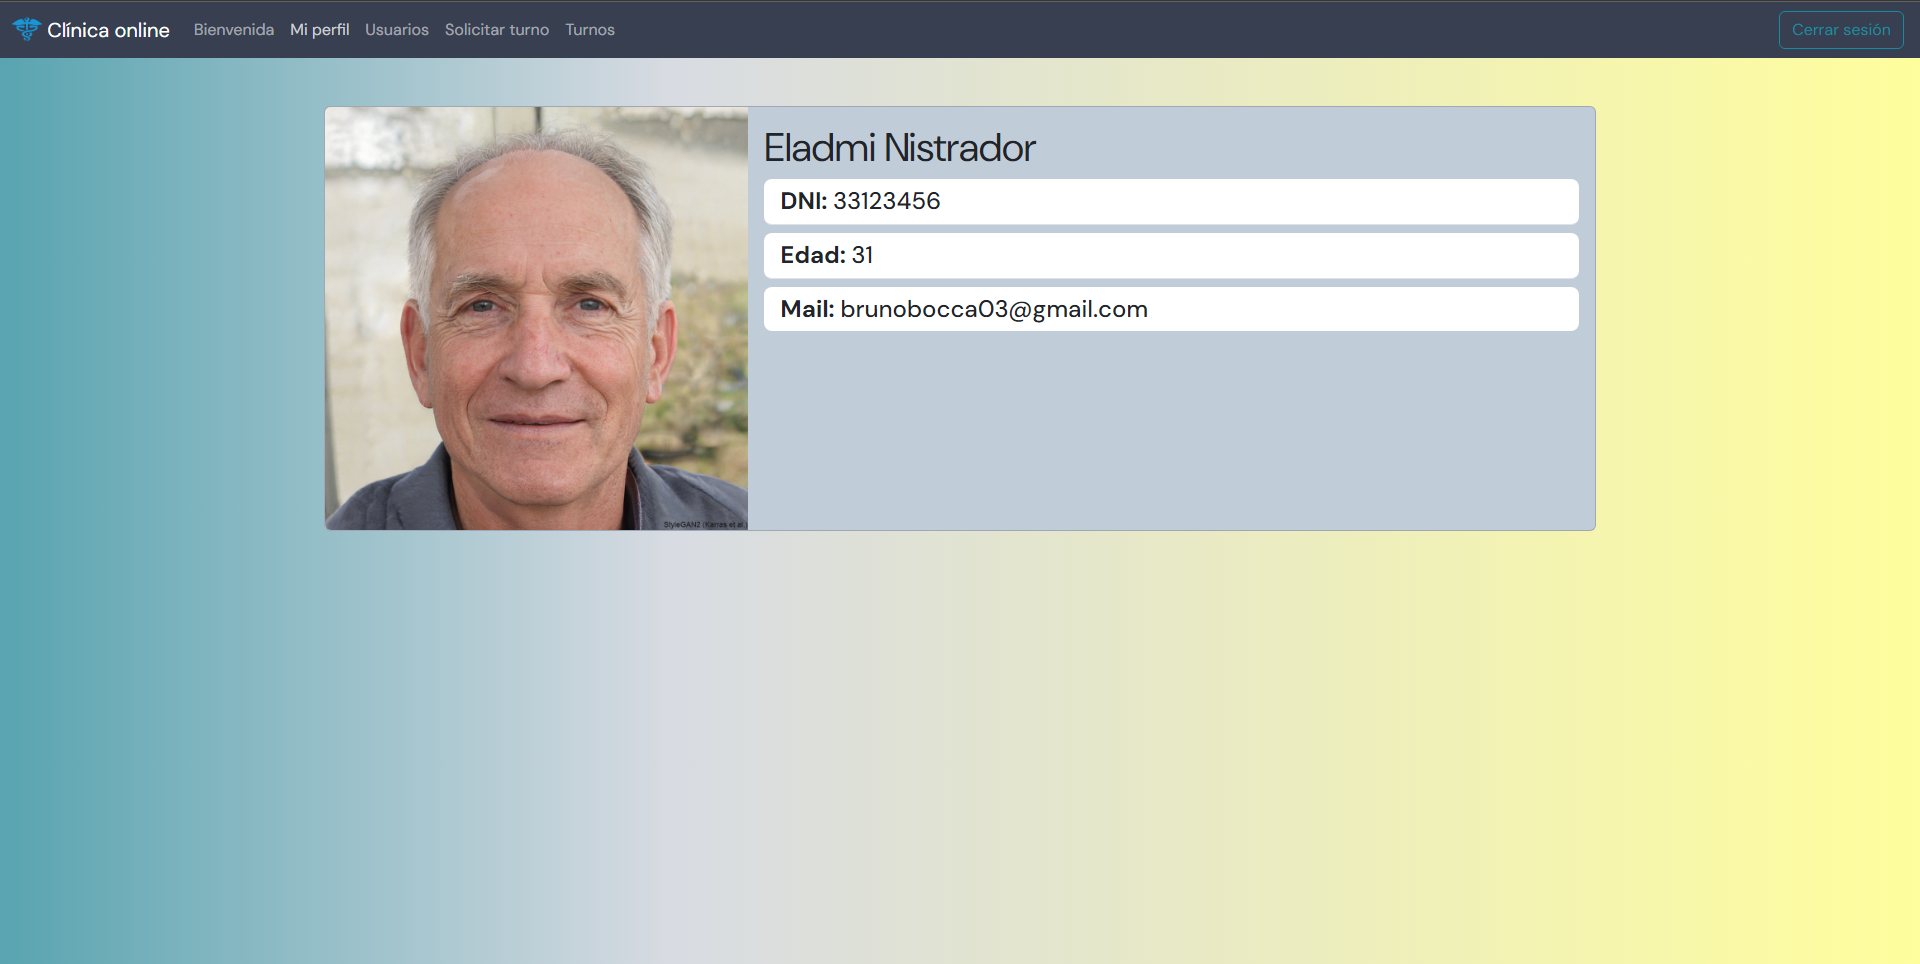 Clínica online Bienvenida Mi perfil Usuarios Solicitar turno Turnos Cerrar sesión
Eladmi Nistrador
DNI: 33123456
Edad: 31
Mail: brunobocca03@gmail.com
StyleGAN2 (Karras et al.)